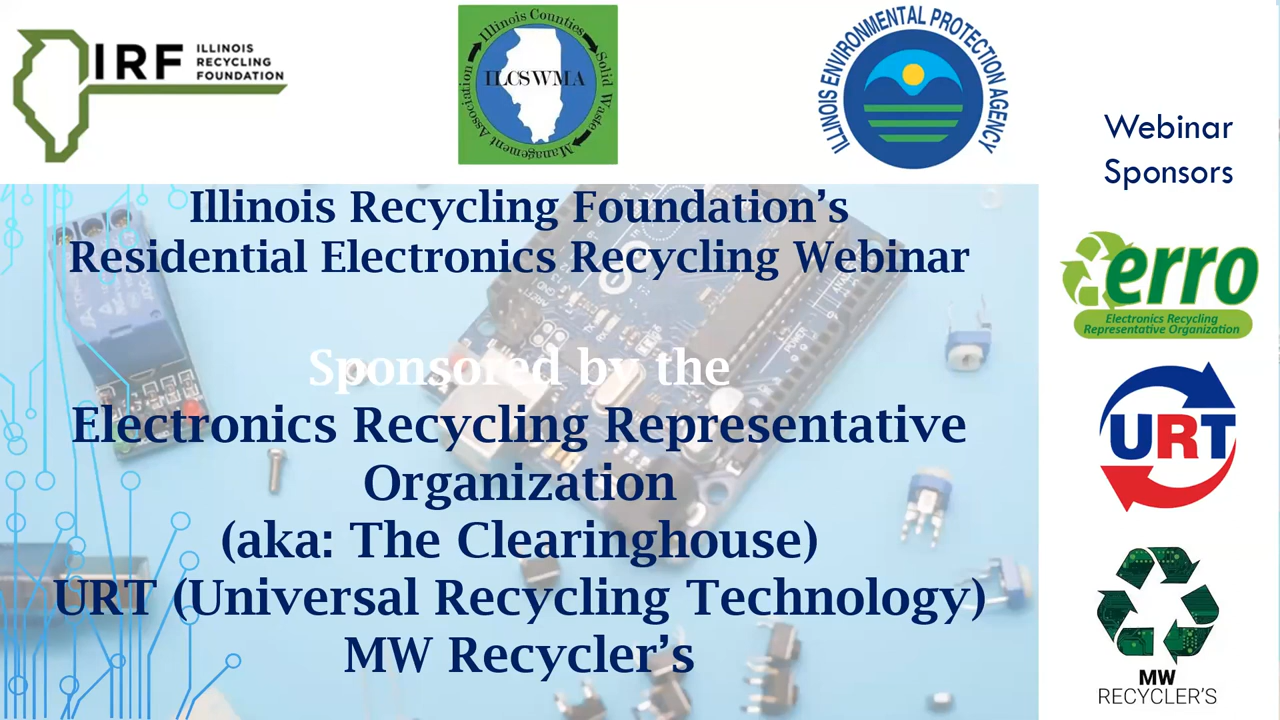 IRF
ILLINOIS
RECYCLING
FOUNDATION
Illinois Counties
Solid Waste
Management Association
ILCSWMA
ILLINOIS ENVIRONMENTAL PROTECTION AGENCY
Webinar
Sponsors
Illinois Recycling Foundation’s
Residential Electronics Recycling Webinar
Sponsored by the
Electronics Recycling Representative
Organization
(aka: The Clearinghouse)
URT (Universal Recycling Technology)
MW Recycler’s
erro
Electronics Recycling
Representative Organization
URT
MW
RECYCLER'S
POWER